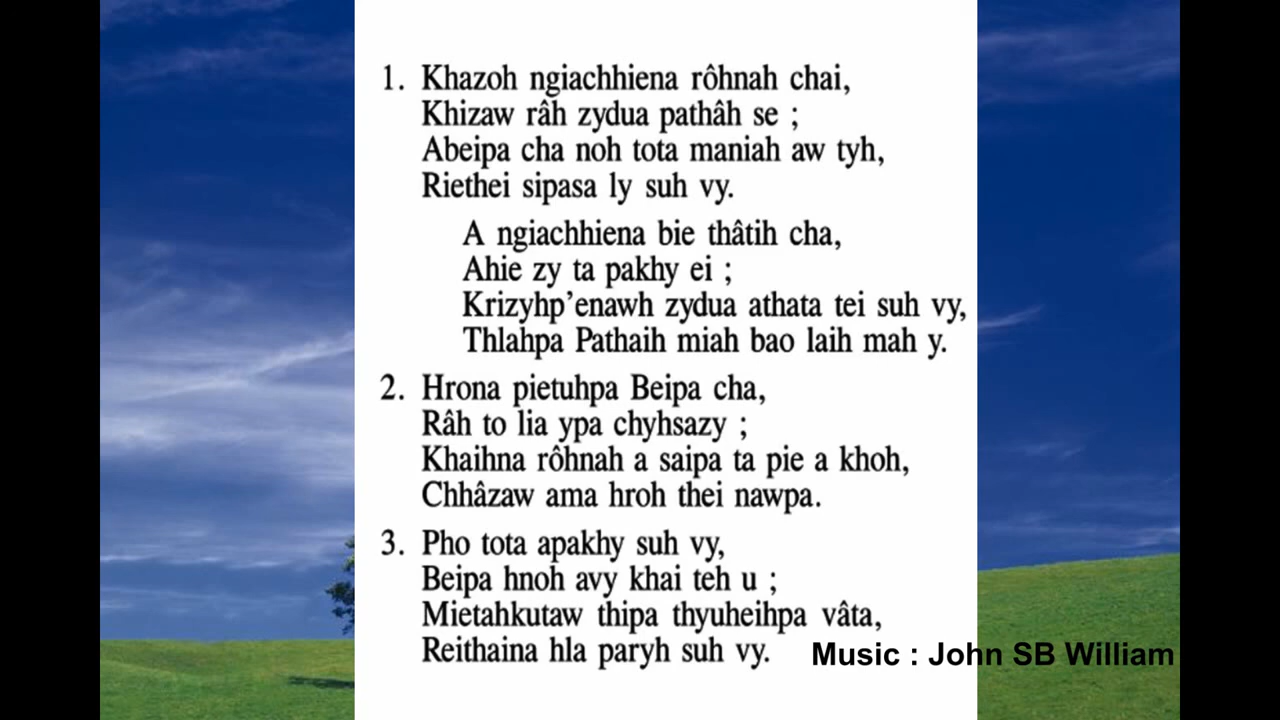 1. Khazoh ngiachhiena rôhnah chai,
Khizaw râh zydua pathâh se ;
Abeipa cha noh tota maniah aw tyh,
Riethei sipasa ly suh vy.
A ngiachhiena bie thâtih cha,
Ahie zy ta pakhy ei ;
Krizyhp’enawh zydua athata tei suh vy,
Thlahpa Pathaih miah bao laih mah y.
2. Hrona pietuhpa Beipa cha,
Râh to lia ypa chyhsazy ;
Khaihna rôhnah a saipa ta pie a khoh,
Chhâzaw ama hroh thei nawpa.
3. Pho tota apakhy suh vy,
Beipa hnoh avy khai teh u ;
Mietahkutaw thipa thyuheihpa vâta,
Reithaina hla paryh suh vy.
Music : John SB William